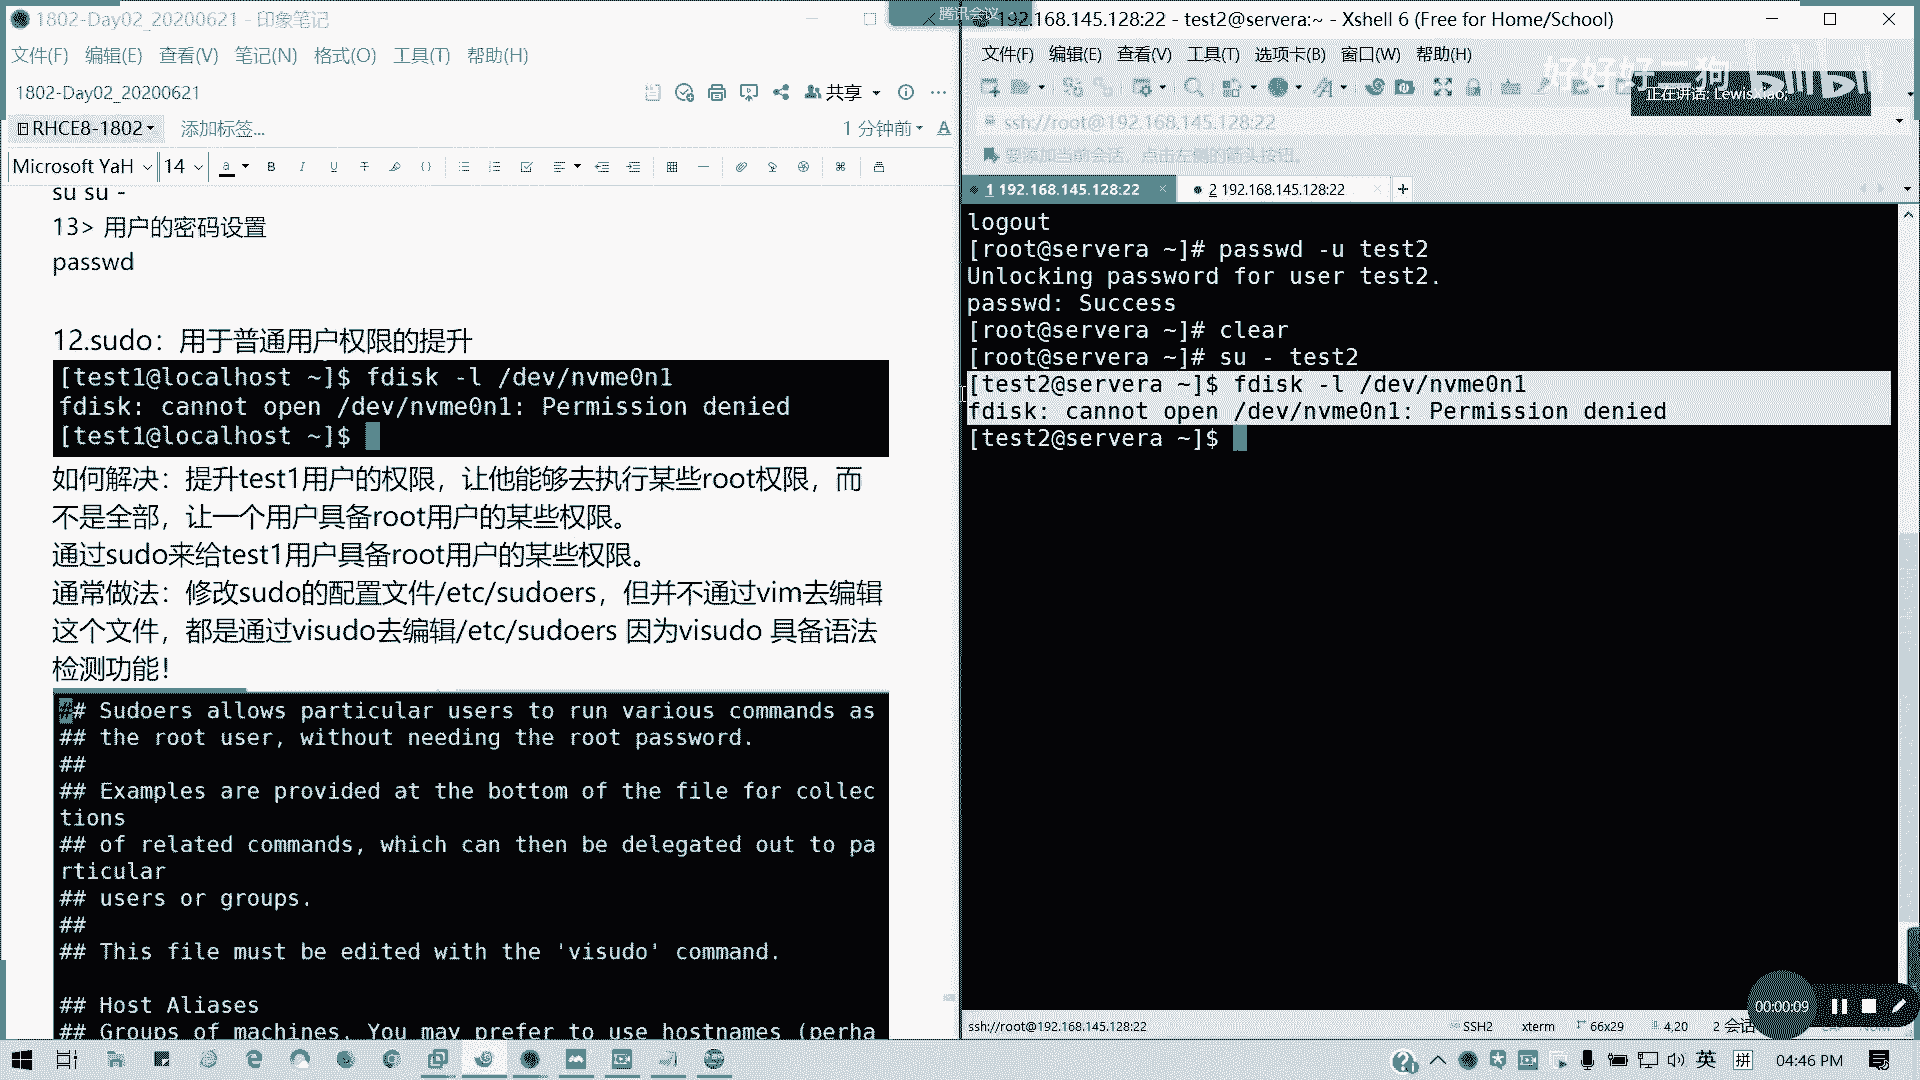 1802-Day02_20200621 - 印象笔记
文件(F) 编辑(E) 查看(V) 笔记(N) 格式(O) 工具(T) 帮助(H)
1802-Day02_20200621
共享
RHCE8-1802 添加标签...
1 分钟前
Microsoft YaH 14
su su -
13> 用户的密码设置
passwd
12.sudo：用于普通用户权限的提升
[test1@localhost ~]$ fdisk -l /dev/nvme0n1
fdisk: cannot open /dev/nvme0n1: Permission denied
[test1@localhost ~]$
如何解决：提升test1用户的权限，让他能够去执行某些root权限，而
不是全部，让一个用户具备root用户的某些权限。
通过sudo来给test1用户具备root用户的某些权限。
通常做法：修改sudo的配置文件/etc/sudoers，但并不通过vim去编辑
这个文件，都是通过visudo去编辑/etc/sudoers 因为visudo 具备语法
检测功能！
## Sudoers allows particular users to run various commands as
## the root user, without needing the root password.
##
## Examples are provided at the bottom of the file for collec
tions
## of related commands, which can then be delegated out to pa
rticular
## users or groups.
##
## This file must be edited with the 'visudo' command.
## Host Aliases
## Groups of machines. You may prefer to use hostnames (perha
腾讯会议
192.168.145.128:22 - test2@servera:~ - Xshell 6 (Free for Home/School)
文件(F) 编辑(E) 查看(V) 工具(T) 选项卡(B) 窗口(W) 帮助(H)
好好好二狗 bilibili
正在讲话: LewisXiao;
ssh://root@192.168.145.128:22
要添加当前会话，点击左侧的箭头按钮。
1 192.168.145.128:22
2 192.168.145.128:22
logout
[root@servera ~]# passwd -u test2
Unlocking password for user test2.
passwd: Success
[root@servera ~]# clear
[root@servera ~]# su - test2
[test2@servera ~]$ fdisk -l /dev/nvme0n1
fdisk: cannot open /dev/nvme0n1: Permission denied
[test2@servera ~]$
00:00:09
ssh://root@192.168.145.128:22 SSH2 xterm 66x29 4,20 2 会话
英 拼 04:46 PM